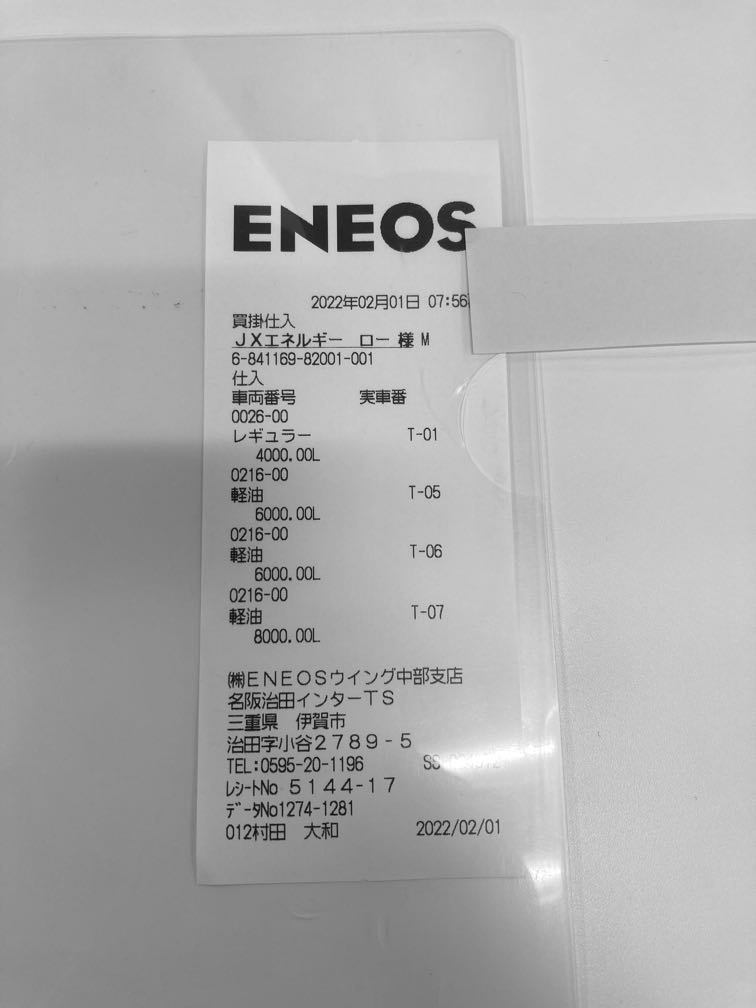 ENEOS
2022年02月01日 07:56
買掛仕入
JXエネルギー ロー 様 M
6-841169-82001-001
仕入
車両番号 実車番
0026-00
レギュラー T-01
4000.00L
0216-00
軽油 T-05
6000.00L
0216-00
軽油 T-06
6000.00L
0216-00
軽油 T-07
8000.00L
㈱ENEOSウイング中部支店
名阪治田インターTS
三重県 伊賀市
治田字小谷2789-5
TEL:0595-20-1196
レシートNo 5144-17
データNo1274-1281
012村田 大和 2022/02/01